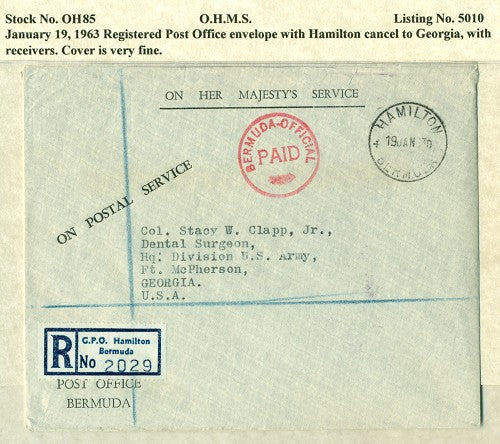 Stock No. OH85 O.H.M.S. Listing No. 5010
January 19, 1963 Registered Post Office envelope with Hamilton cancel to Georgia, with
receivers. Cover is very fine.
ON HER MAJESTY'S SERVICE
BERMUDA-OFFICIAL
PAID
HAMILTON
19 JAN
BERMUDA
ON POSTAL SERVICE
Col. Stacy W. Clapp, Jr.,
Dental Surgeon,
Hq: Division U.S. Army,
Ft. McPherson,
GEORGIA.
U.S.A.
R
G.P.O. Hamilton
Bermuda
No 2029
POST OFFICE
BERMUDA